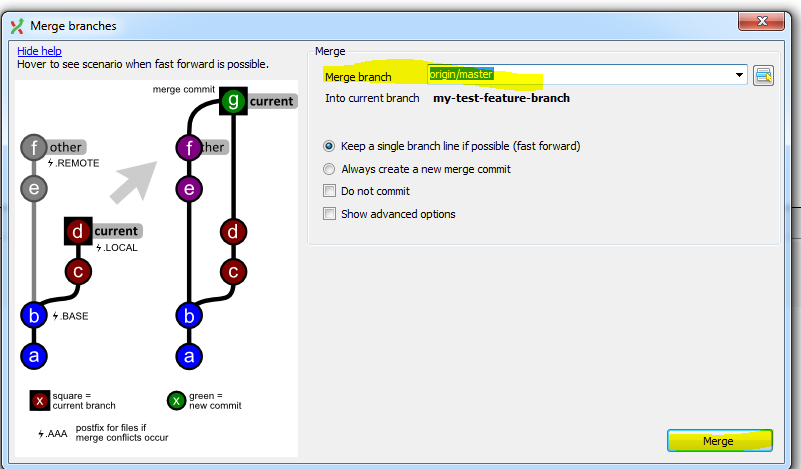 Merge branches
Hide help
Hover to see scenario when fast forward is possible.
merge commit
g current
f other
.REMOTE
f ther
e
e
d current
.LOCAL
d
c
c
b .BASE
b
a
a
x square =
current branch
x green =
new commit
.AAA postfix for files if
merge conflicts occur
Merge
Merge branch origin/master
Into current branch my-test-feature-branch
Keep a single branch line if possible (fast forward)
Always create a new merge commit
Do not commit
Show advanced options
Merge